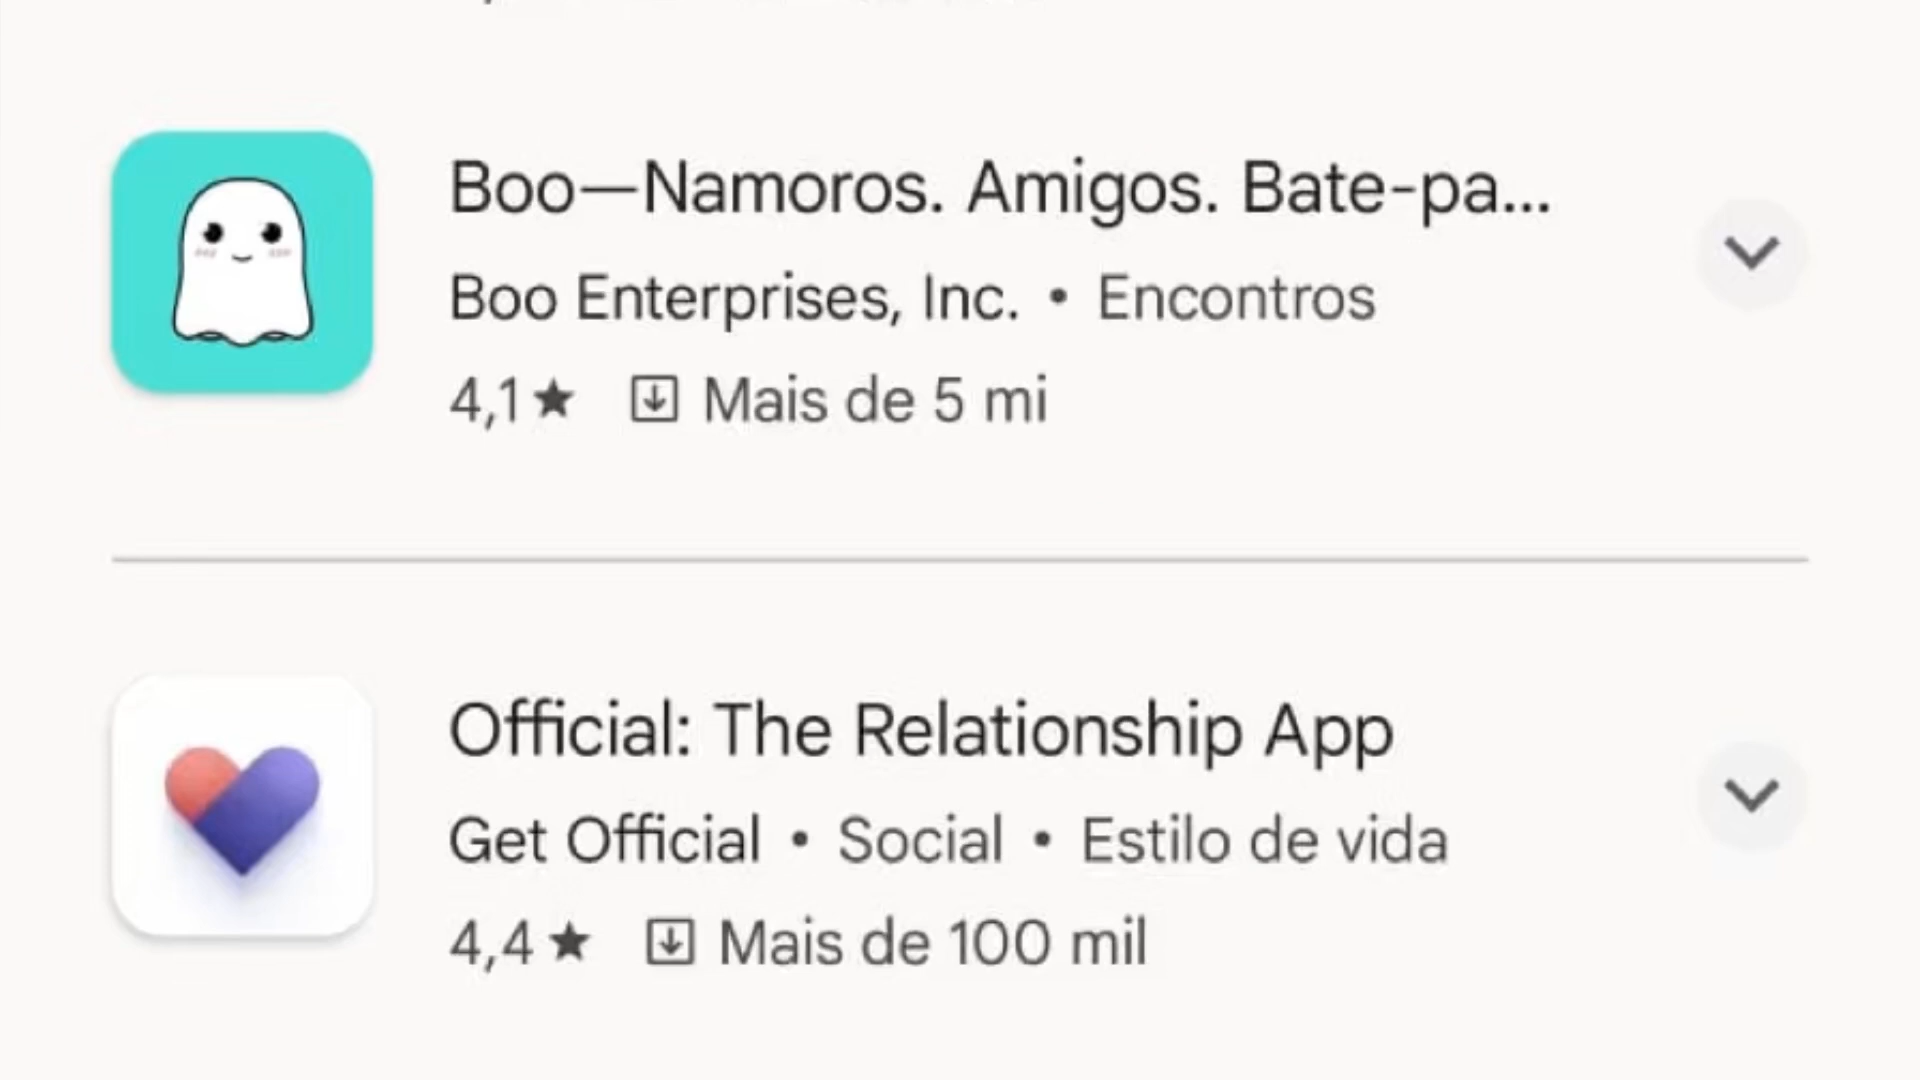 Boo—Namoros. Amigos. Bate-pa...
Boo Enterprises, Inc. • Encontros
4,1★ Mais de 5 mi
Official: The Relationship App
Get Official • Social • Estilo de vida
4,4★ Mais de 100 mil